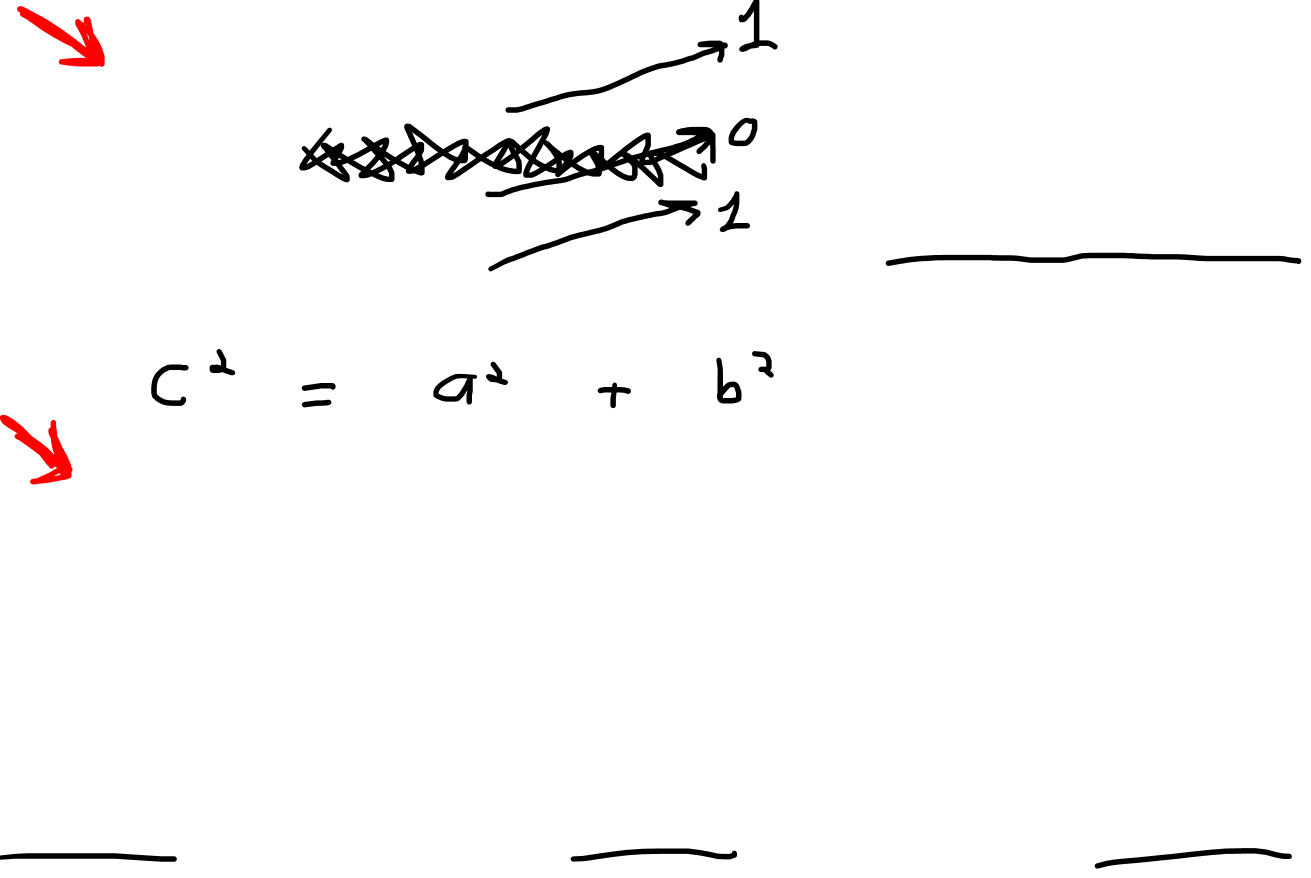 1
0
1
c² = a² + b²